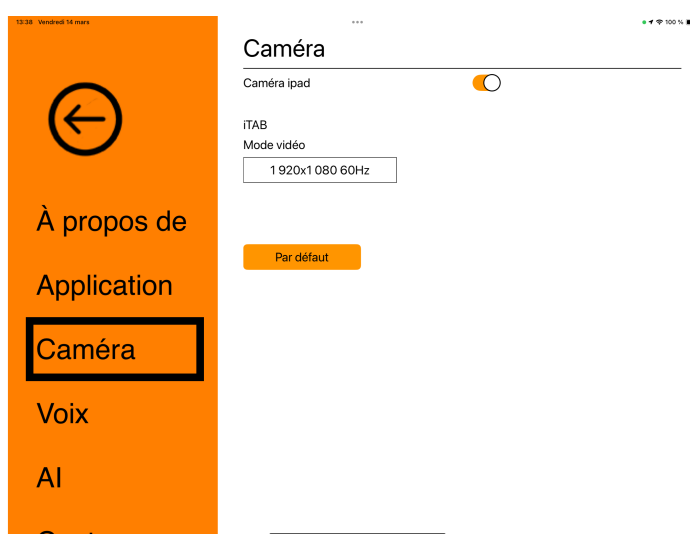 13:38 Vendredi 14 mars
100 %
Caméra
Caméra ipad
iTAB
Mode vidéo
1 920x1 080 60Hz
Par défaut
À propos de
Application
Caméra
Voix
AI